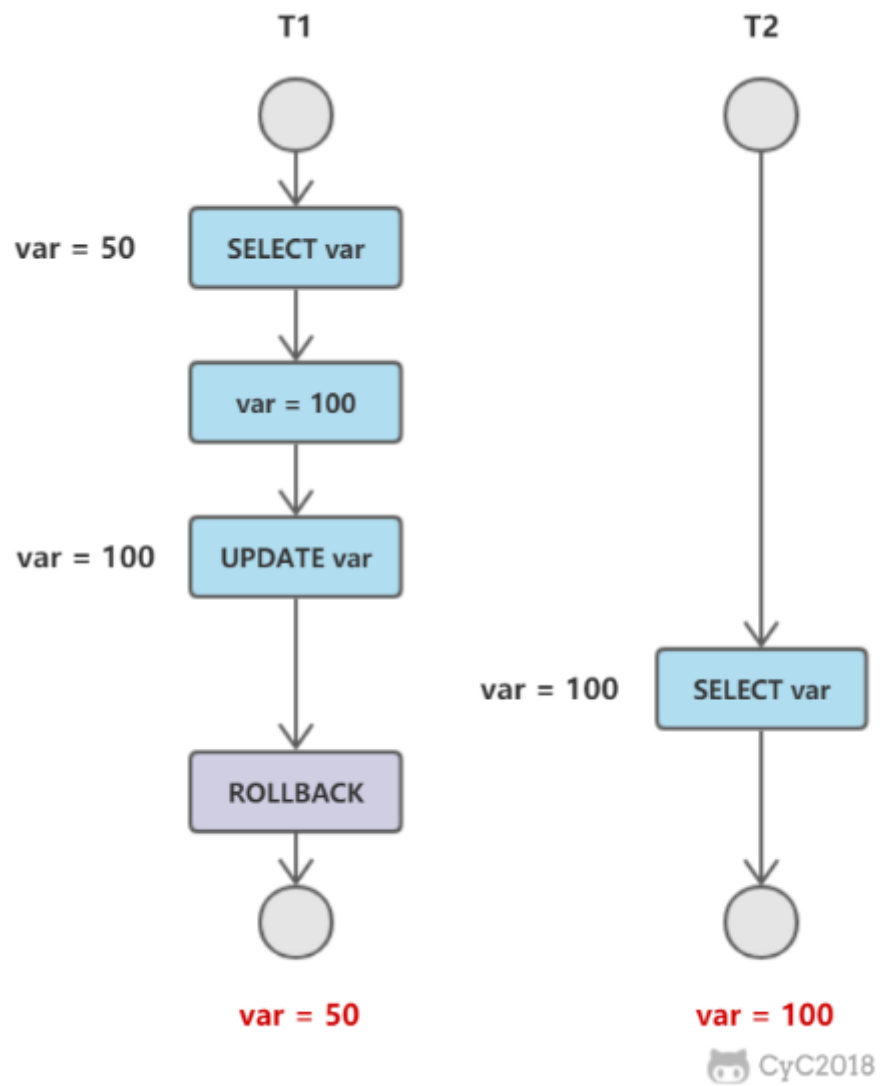 T1
T2
var = 50
SELECT var
var = 100
var = 100
UPDATE var
var = 100
SELECT var
ROLLBACK
var = 50
var = 100
CyC2018